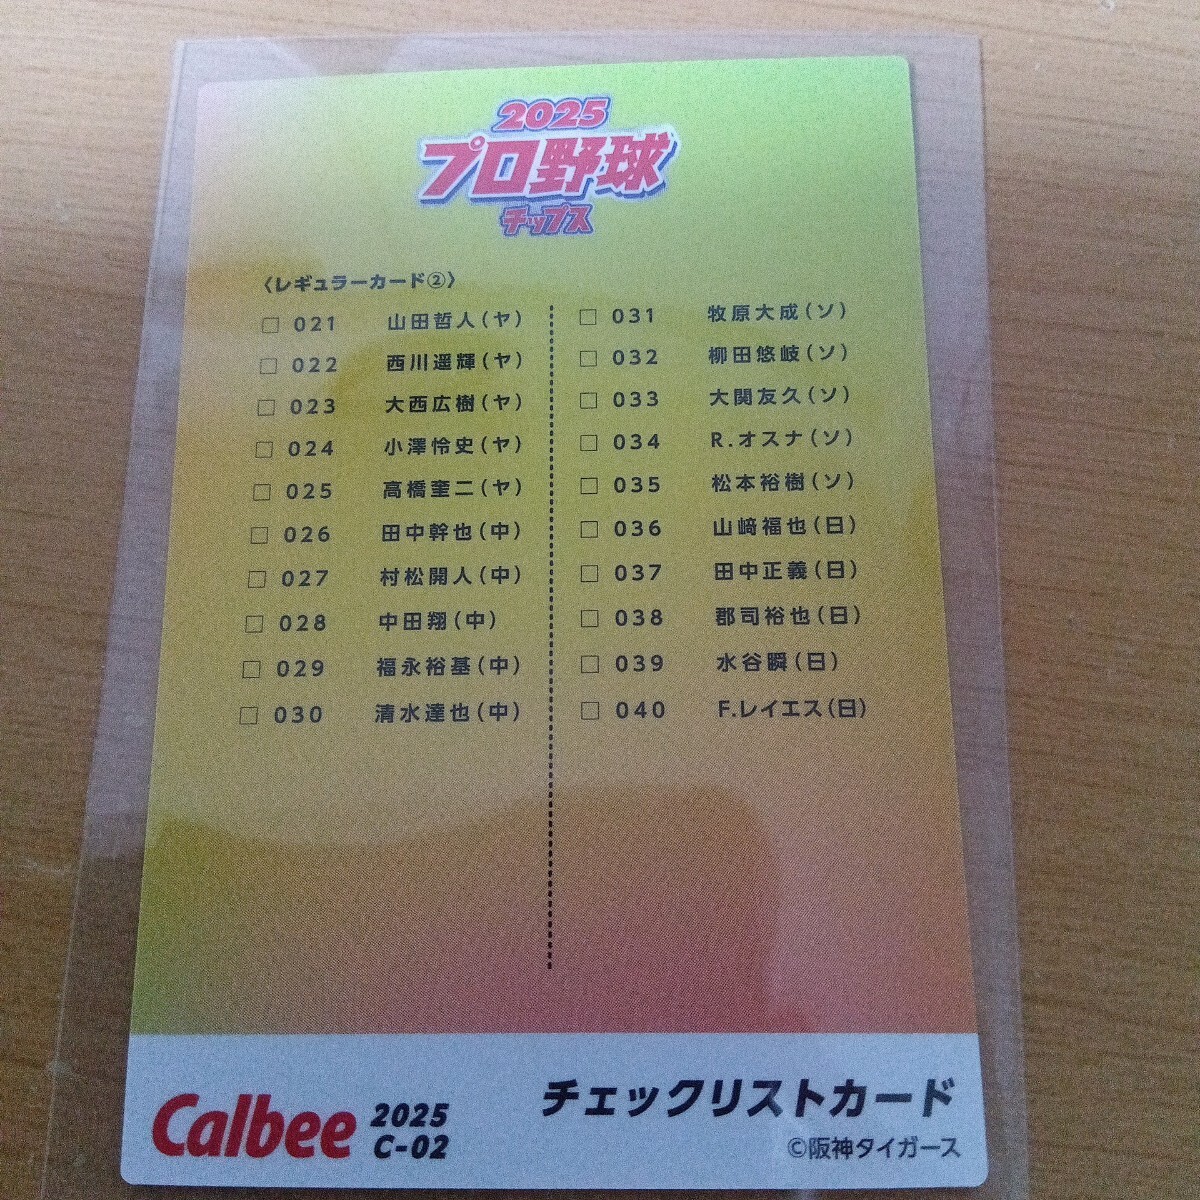 2025
プロ野球
チップス
〈レギュラーカード②〉
□ 021 山田哲人(ヤ)
□ 022 西川遥輝(ヤ)
□ 023 大西広樹(ヤ)
□ 024 小澤怜史(ヤ)
□ 025 高橋奎二(ヤ)
□ 026 田中幹也(中)
□ 027 村松開人(中)
□ 028 中田翔(中)
□ 029 福永裕基(中)
□ 030 清水達也(中)
□ 031 牧原大成(ソ)
□ 032 柳田悠岐(ソ)
□ 033 大関友久(ソ)
□ 034 R.オスナ(ソ)
□ 035 松本裕樹(ソ)
□ 036 山﨑福也(日)
□ 037 田中正義(日)
□ 038 郡司裕也(日)
□ 039 水谷瞬(日)
□ 040 F.レイエス(日)
Calbee 2025
C-02
チェックリストカード
©阪神タイガース